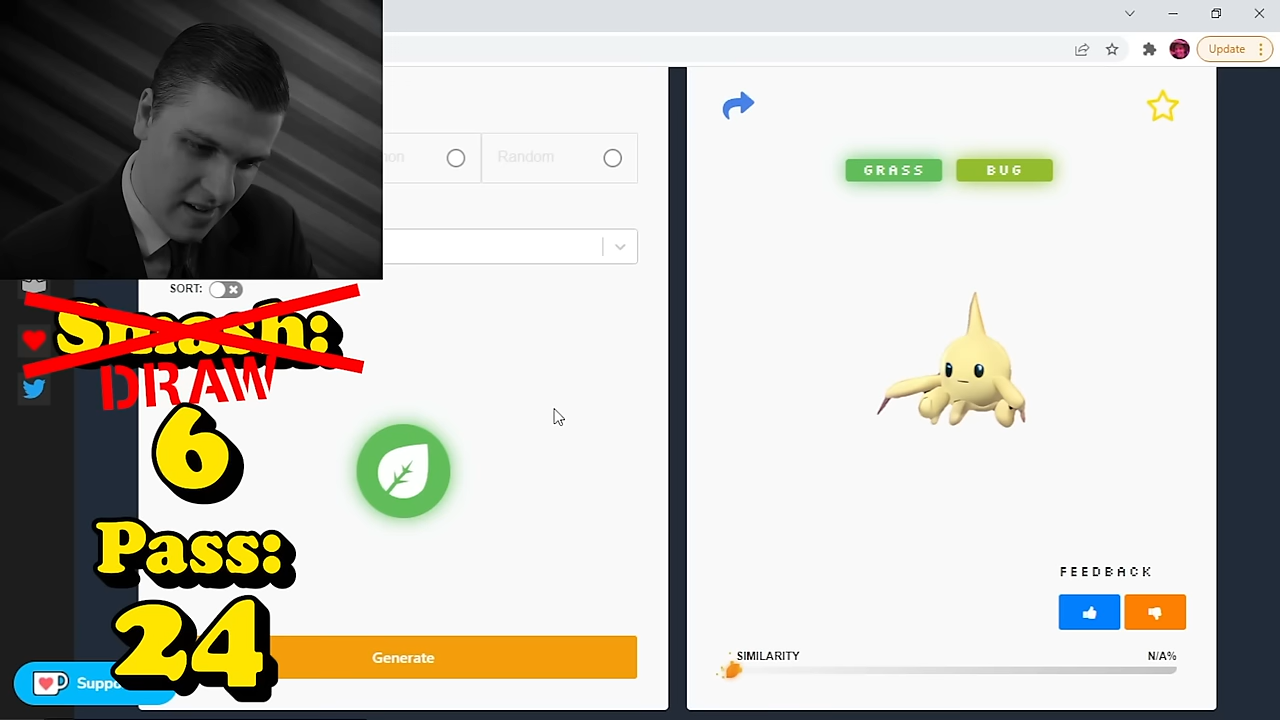 Update
Random
GRASS
BUG
SORT:
Smash:
DRAW
6
Pass:
24
FEEDBACK
Generate
SIMILARITY
N/A%